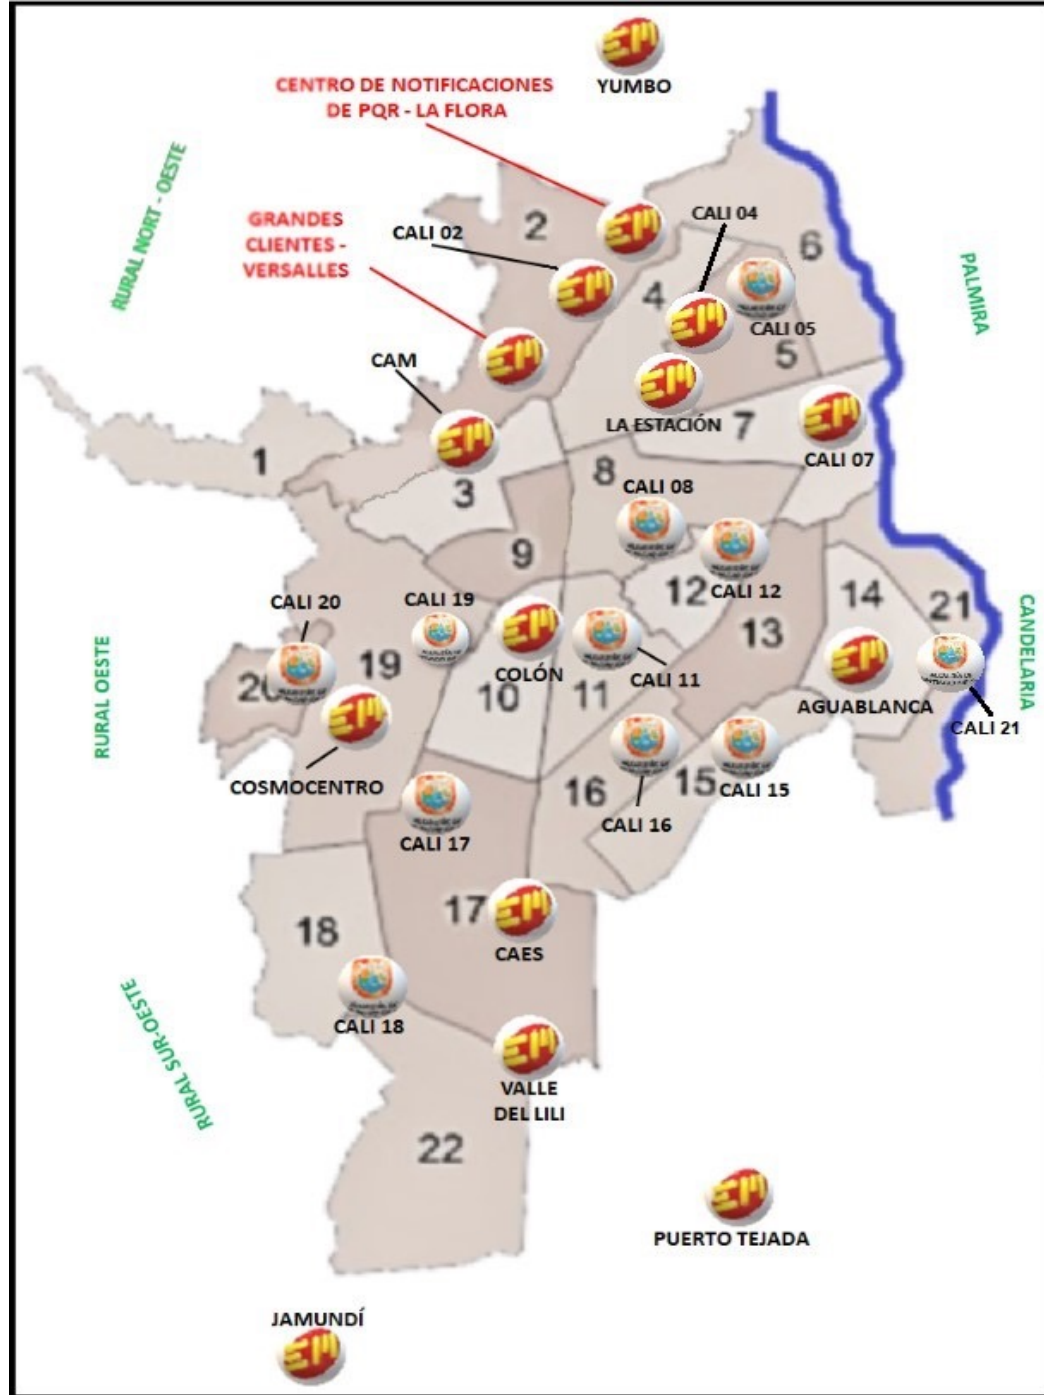 YUMBO
CENTRO DE NOTIFICACIONES
DE PQR - LA FLORA
RURAL NORT - OESTE
GRANDES
CLIENTES -
VERSALLES
CALI 02
2
CALI 04
6
PALMIRA
4
CALI 05
5
CAM
LA ESTACIÓN
7
CALI 07
1
3
8
CALI 08
9
CALI 12
12
CALI 20
CALI 19
14
21
CANDELARIA
13
RURAL OESTE
19
20
COLÓN
10
11
CALI 11
AGUABLANCA
CALI 21
COSMOCENTRO
16
15
CALI 15
CALI 16
CALI 17
17
18
CAES
RURAL SUR-OESTE
CALI 18
VALLE
DEL LILI
22
PUERTO TEJADA
JAMUNDÍ